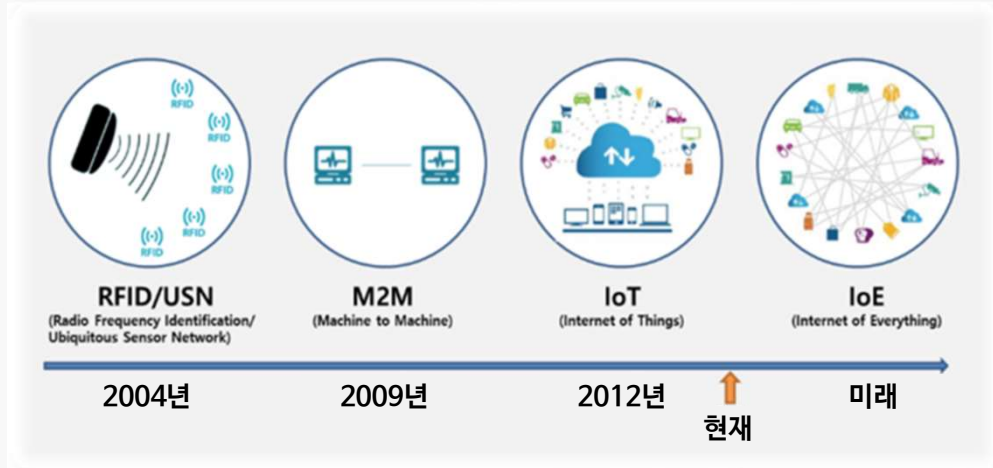 RFID
RFID
RFID
RFID
RFID
RFID/USN
(Radio Frequency Identification/
Ubiquitous Sensor Network)
M2M
(Machine to Machine)
IoT
(Internet of Things)
IoE
(Internet of Everything)
2004년
2009년
2012년
미래
현재